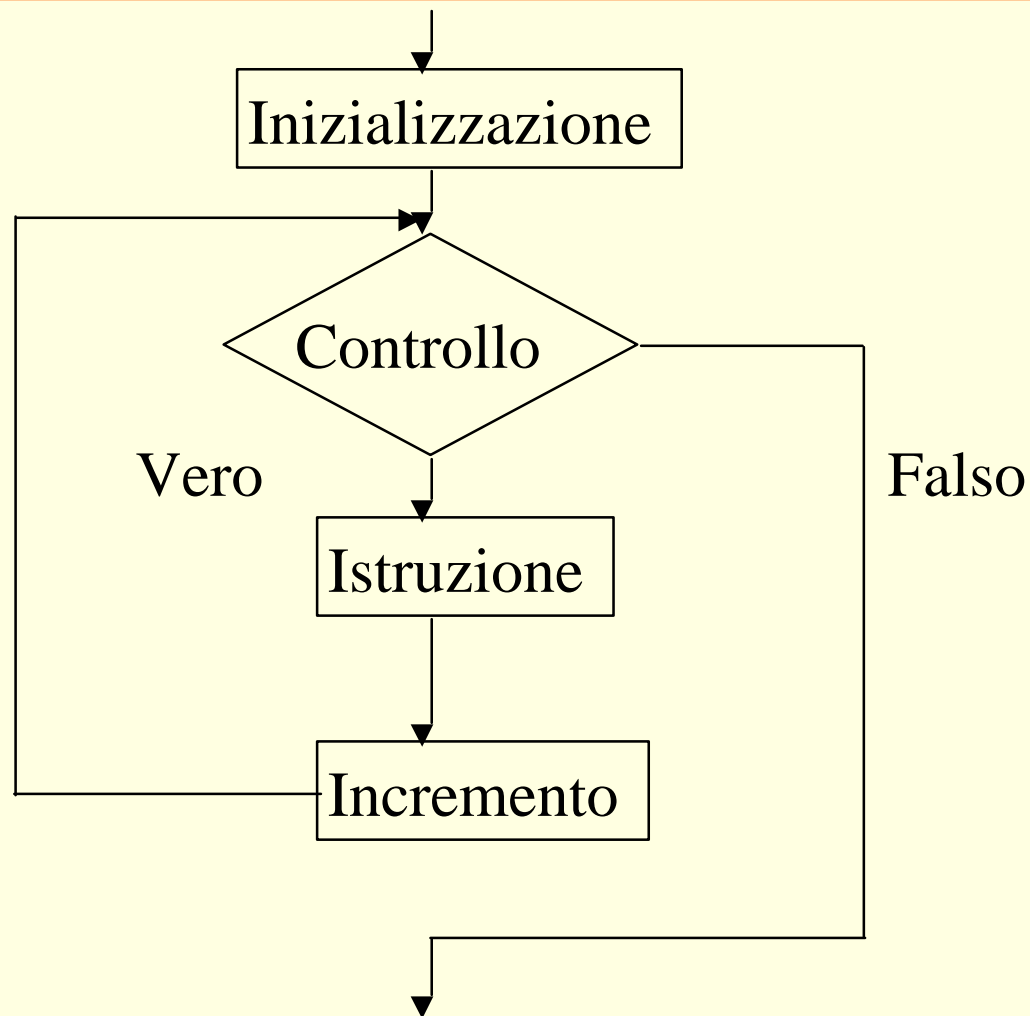 Inizializzazione
Controllo
Vero
Falso
Istruzione
Incremento